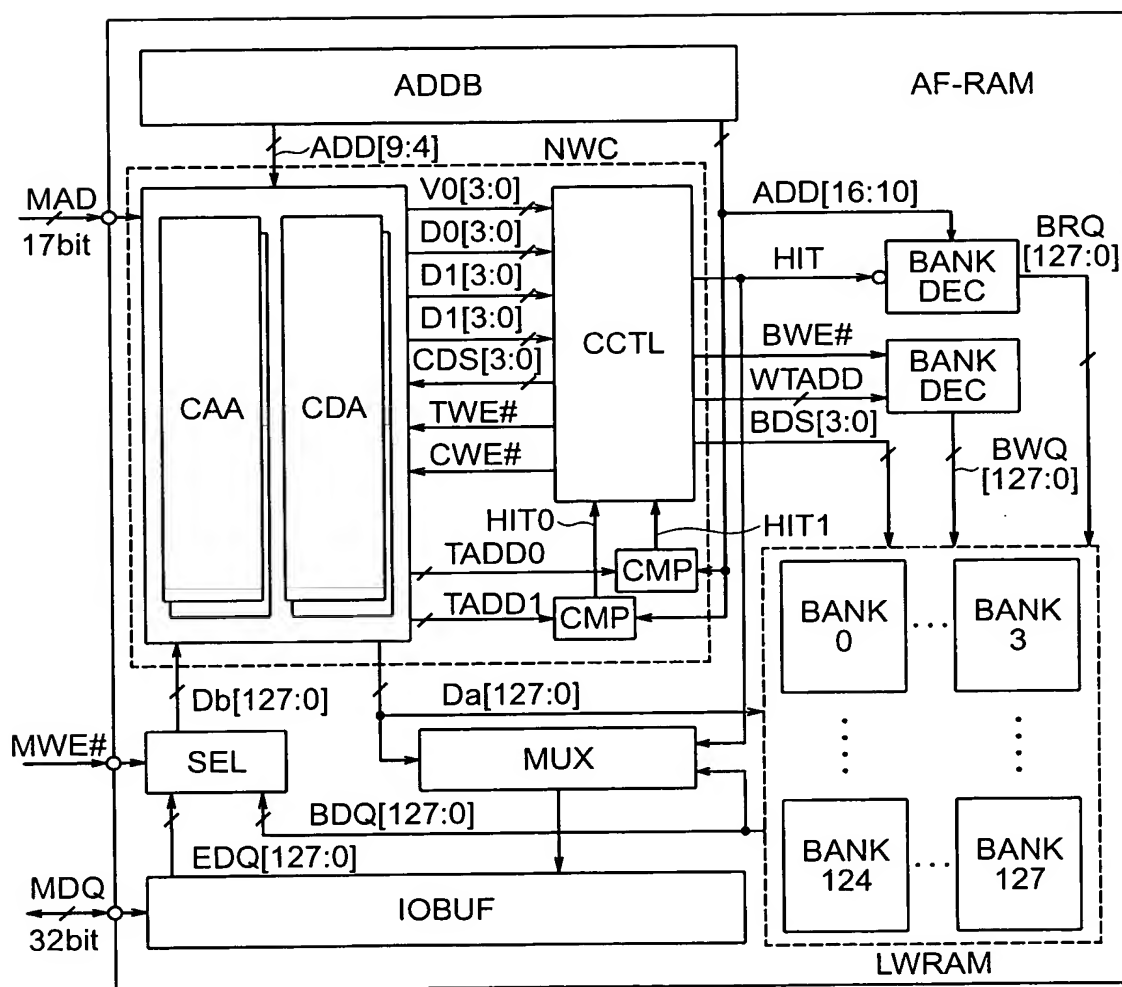 ADDB
AF-RAM
ADD[9:4]
NWC
MAD
17bit
V0[3:0]
D0[3:0]
D1[3:0]
D1[3:0]
CDS[3:0]
TWE#
CWE#
CAA
CDA
CCTL
ADD[16:10]
HIT
BANK
DEC
BRQ
[127:0]
BWE#
WTADD
BDS[3:0]
BANK
DEC
BWQ
[127:0]
HIT0
HIT1
TADD0
CMP
TADD1
CMP
BANK
0
BANK
3
Db[127:0]
Da[127:0]
MWE#
SEL
MUX
BDQ[127:0]
EDQ[127:0]
BANK
124
BANK
127
MDQ
32bit
IOBUF
LWRAM